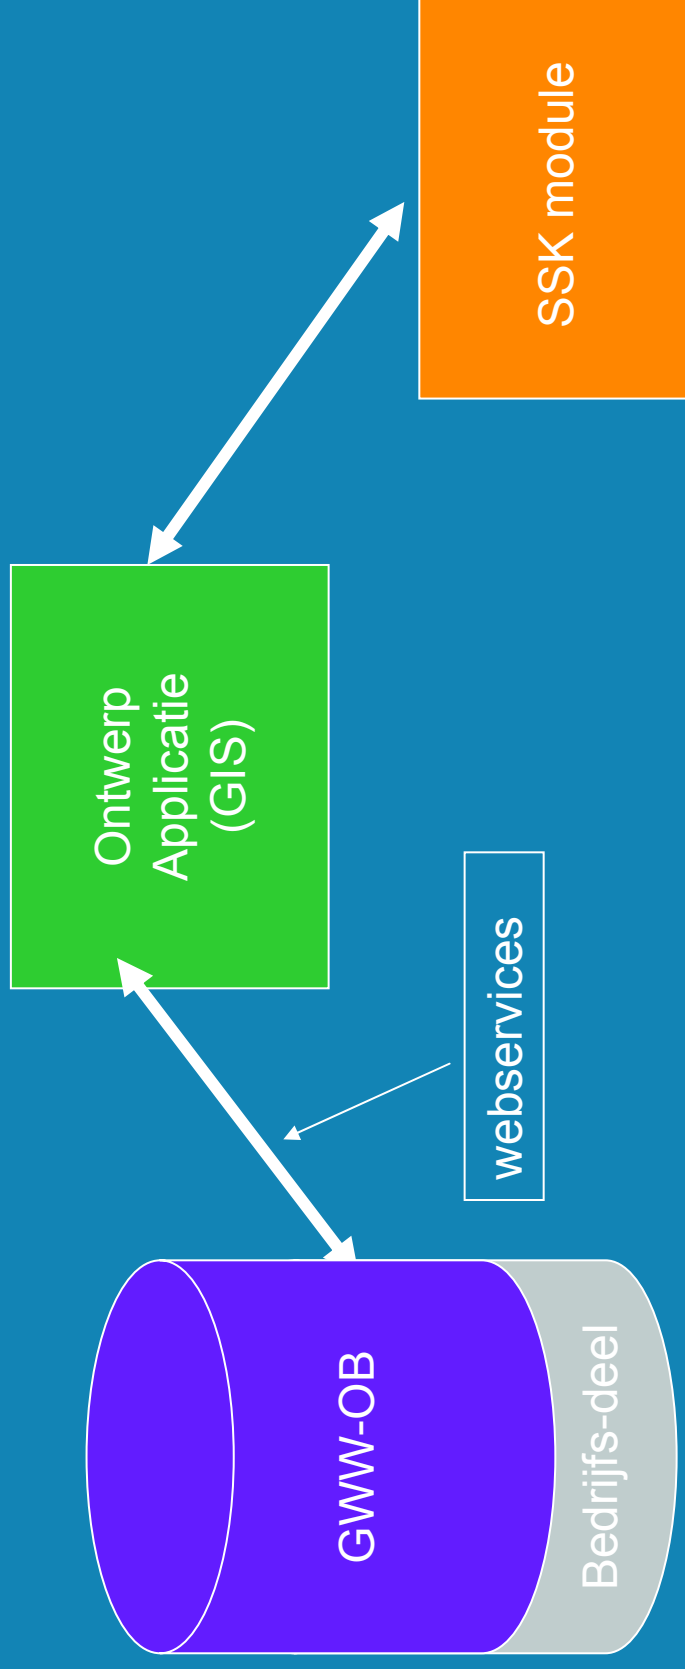 GWW-OB
Bedrijfs-deel
webservices
Ontwerp
Applicatie
(GIS)
SSK module